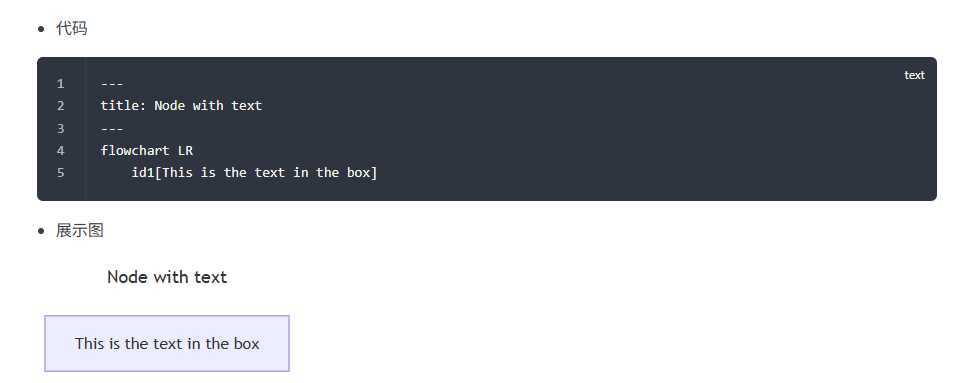 代码
text
1 ---
2 title: Node with text
3 ---
4 flowchart LR
5     id1[This is the text in the box]
展示图
Node with text
This is the text in the box